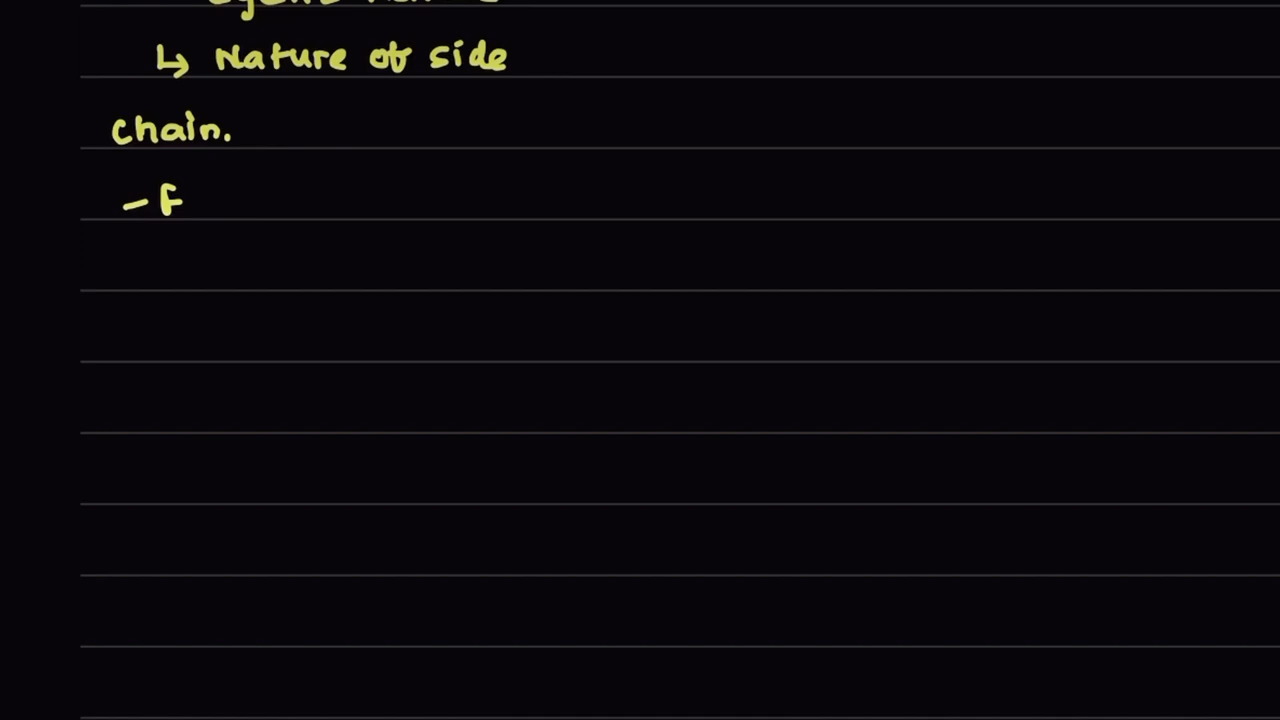 ↳ Nature of side
chain.
- F